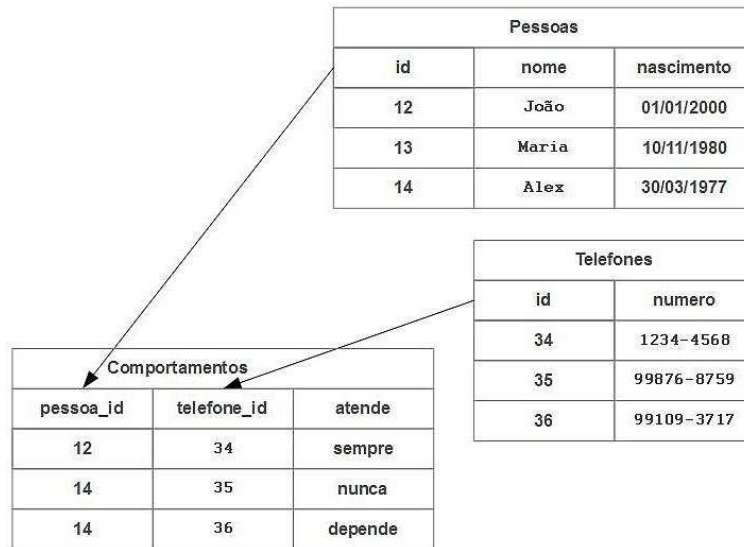 Pessoas
id nome nascimento
12 João 01/01/2000
13 Maria 10/11/1980
14 Alex 30/03/1977
Telefones
id numero
34 1234-4568
35 99876-8759
36 99109-3717
Comportamentos
pessoa_id telefone_id atende
12 34 sempre
14 35 nunca
14 36 depende